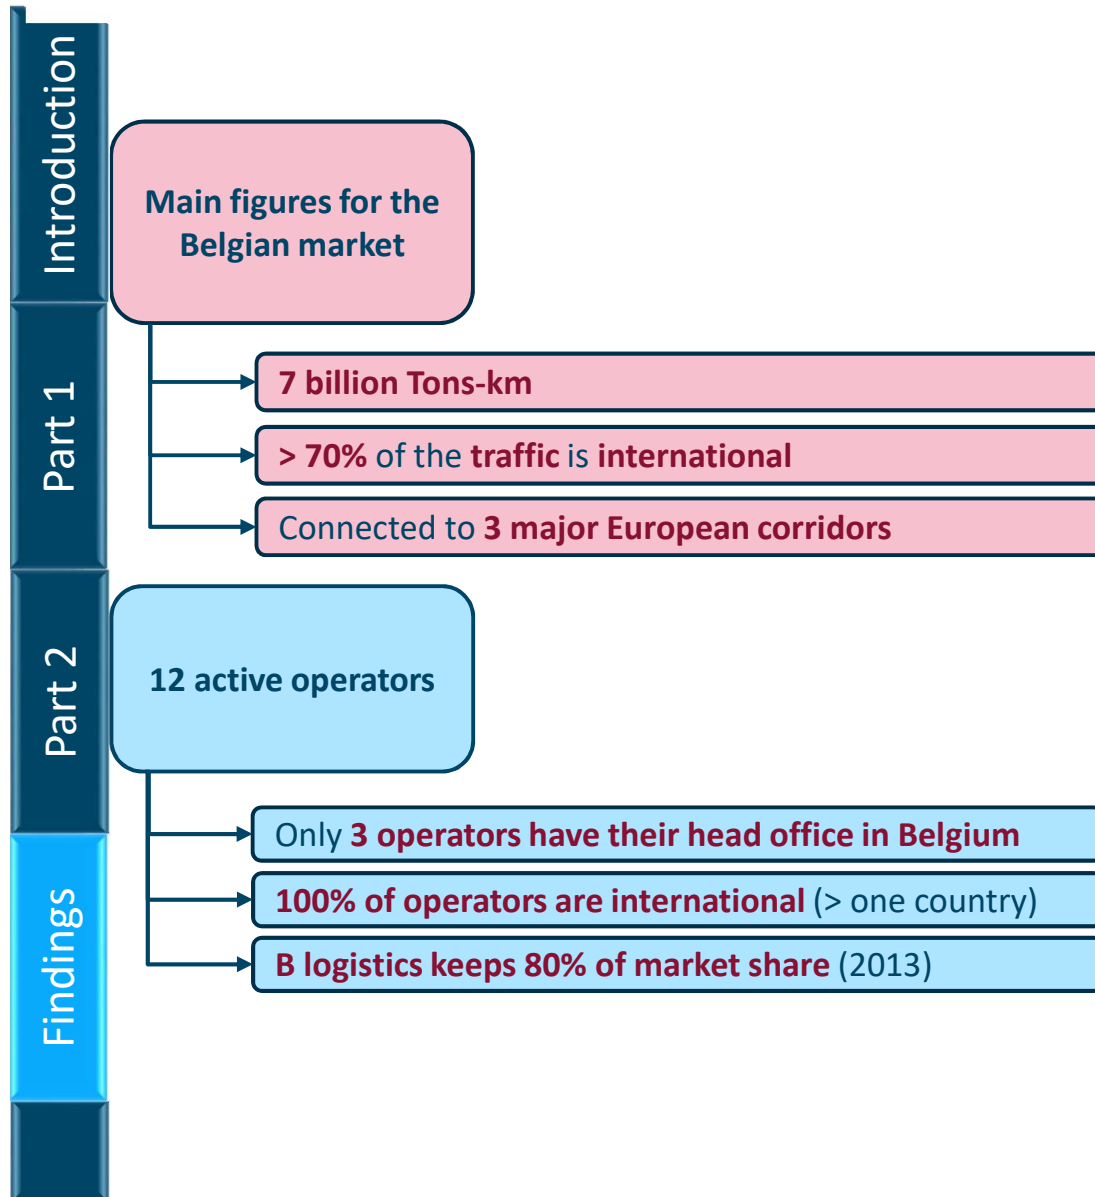 Introduction
Part 1
Part 2
Findings
Main figures for the
Belgian market
7 billion Tons-km
> 70% of the traffic is international
Connected to 3 major European corridors
12 active operators
Only 3 operators have their head office in Belgium
100% of operators are international (> one country)
B logistics keeps 80% of market share (2013)